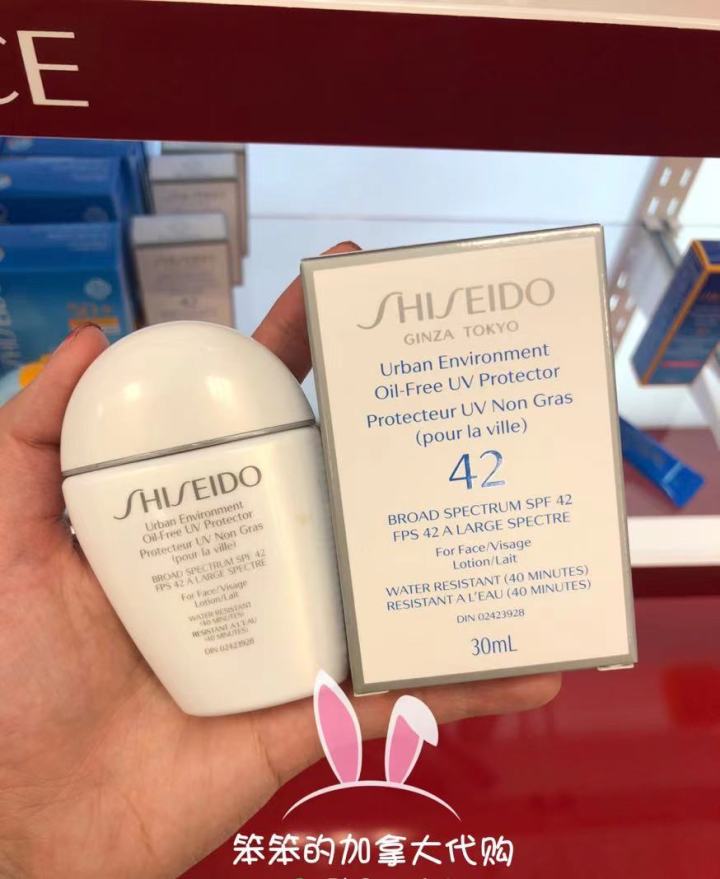 CE
SHISEIDO
GINZA TOKYO
Urban Environment
Oil-Free UV Protector
Protecteur UV Non Gras
(pour la ville)
42
BROAD SPECTRUM SPF 42
FPS 42 A LARGE SPECTRE
For Face/Visage
Lotion/Lait
WATER RESISTANT (40 MINUTES)
RESISTANT A L'EAU (40 MINUTES)
DIN 02423928
30mL
SHISEIDO
Urban Environment
Oil-Free UV Protector
Protecteur UV Non Gras
(pour la ville)
BROAD SPECTRUM SPF 42
FPS 42 A LARGE SPECTRE
For Face/Visage
Lotion/Lait
WATER RESISTANT
(40 MINUTES)
RESISTANT A L'EAU
(40 MINUTES)
DIN 02423928
笨笨的加拿大代购